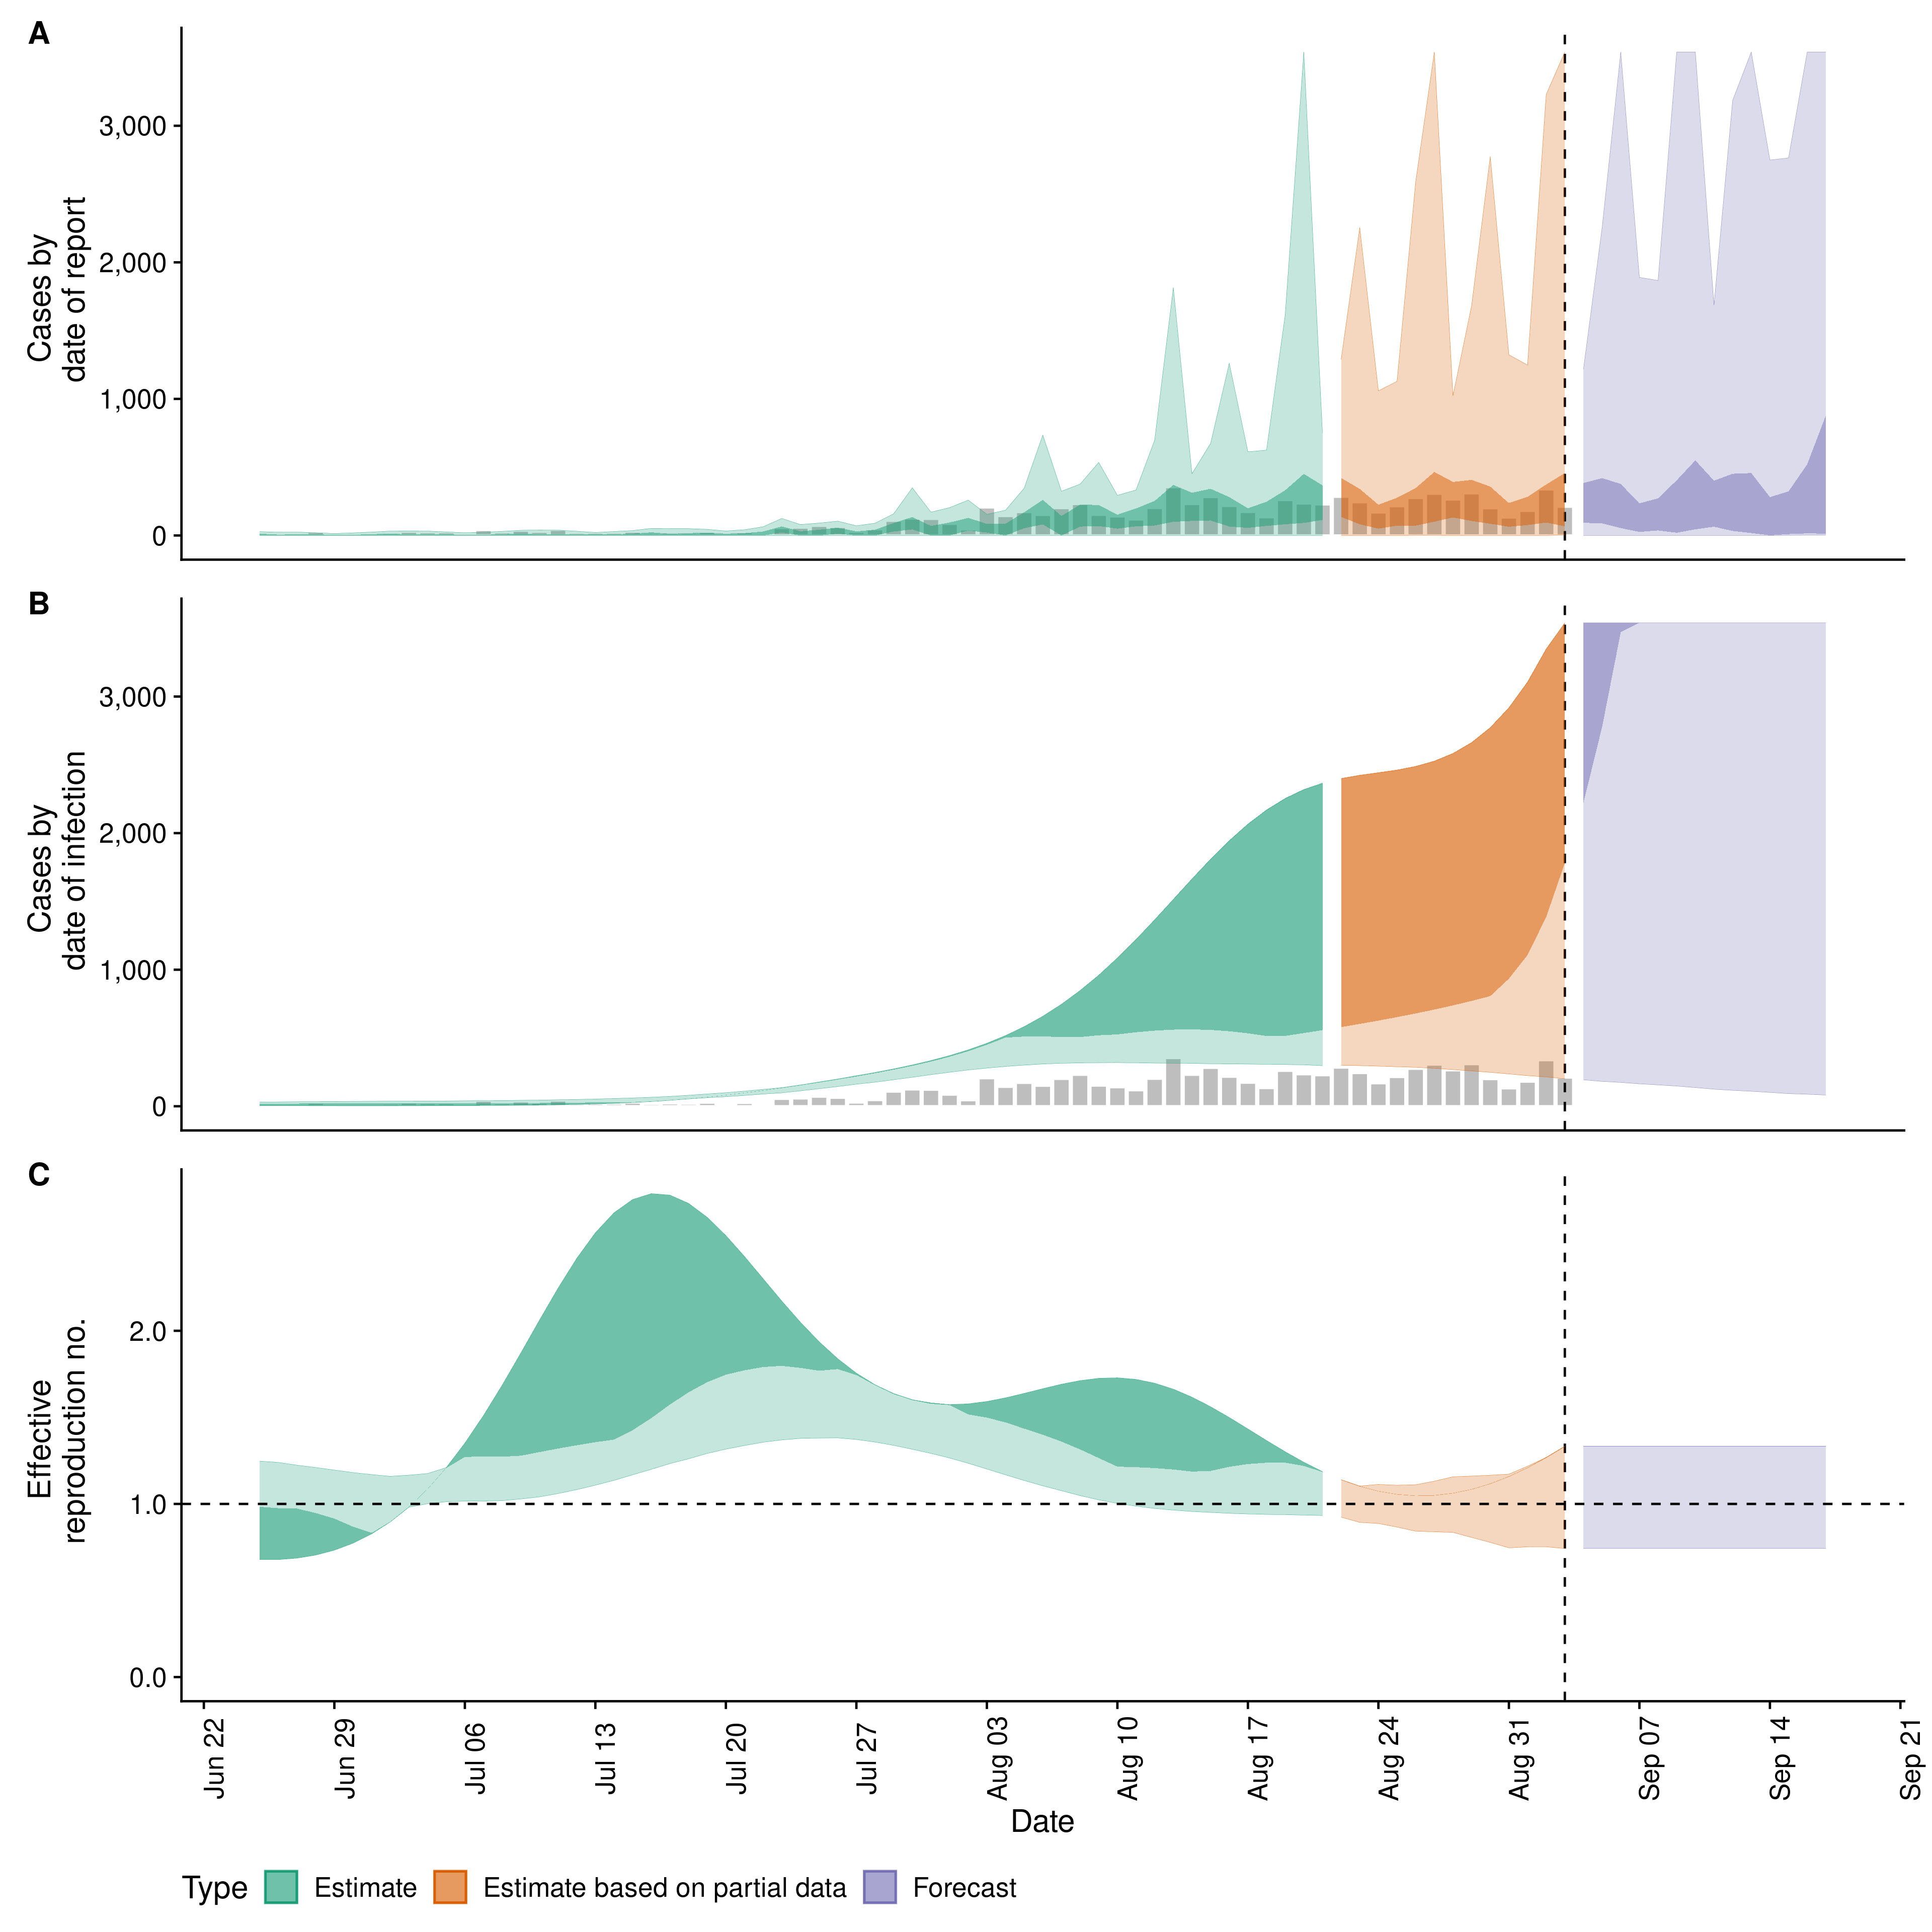 A
Cases by
date of report
3,000
2,000
1,000
0
B
Cases by
date of infection
3,000
2,000
1,000
0
C
Effective
reproduction no.
2.0
1.0
0.0
Jun 22
Jun 29
Jul 06
Jul 13
Jul 20
Jul 27
Aug 03
Aug 10
Aug 17
Aug 24
Aug 31
Sep 07
Sep 14
Sep 21
Date
Type Estimate Estimate based on partial data Forecast